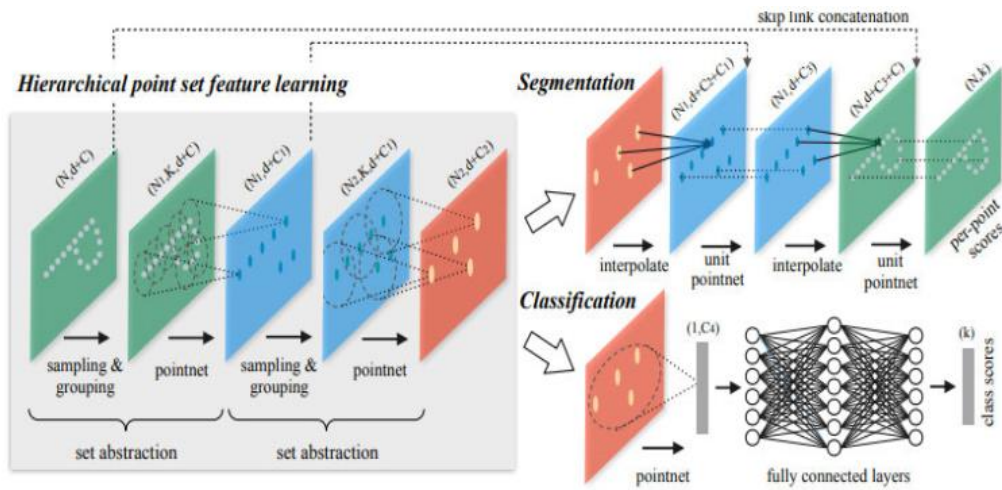 skip link concatenation
Hierarchical point set feature learning
(N,d+C)
(N1,K,d+C)
(N1,d+C1)
(N2,K,d+C1)
(N2,d+C2)
sampling &
grouping
pointnet
sampling &
grouping
pointnet
set abstraction
set abstraction
Segmentation
(N1,d+C2+C1)
(N1,d+C3)
(N,d+C3+C)
(N,k)
interpolate
unit
pointnet
interpolate
unit
pointnet
per-point
scores
Classification
(1,C4)
(k)
class scores
pointnet
fully connected layers